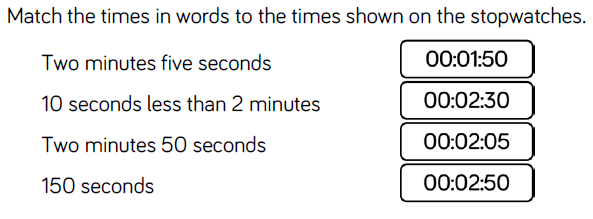 Match the times in words to the times shown on the stopwatches.
Two minutes five seconds 00:01:50
10 seconds less than 2 minutes 00:02:30
Two minutes 50 seconds 00:02:05
150 seconds 00:02:50